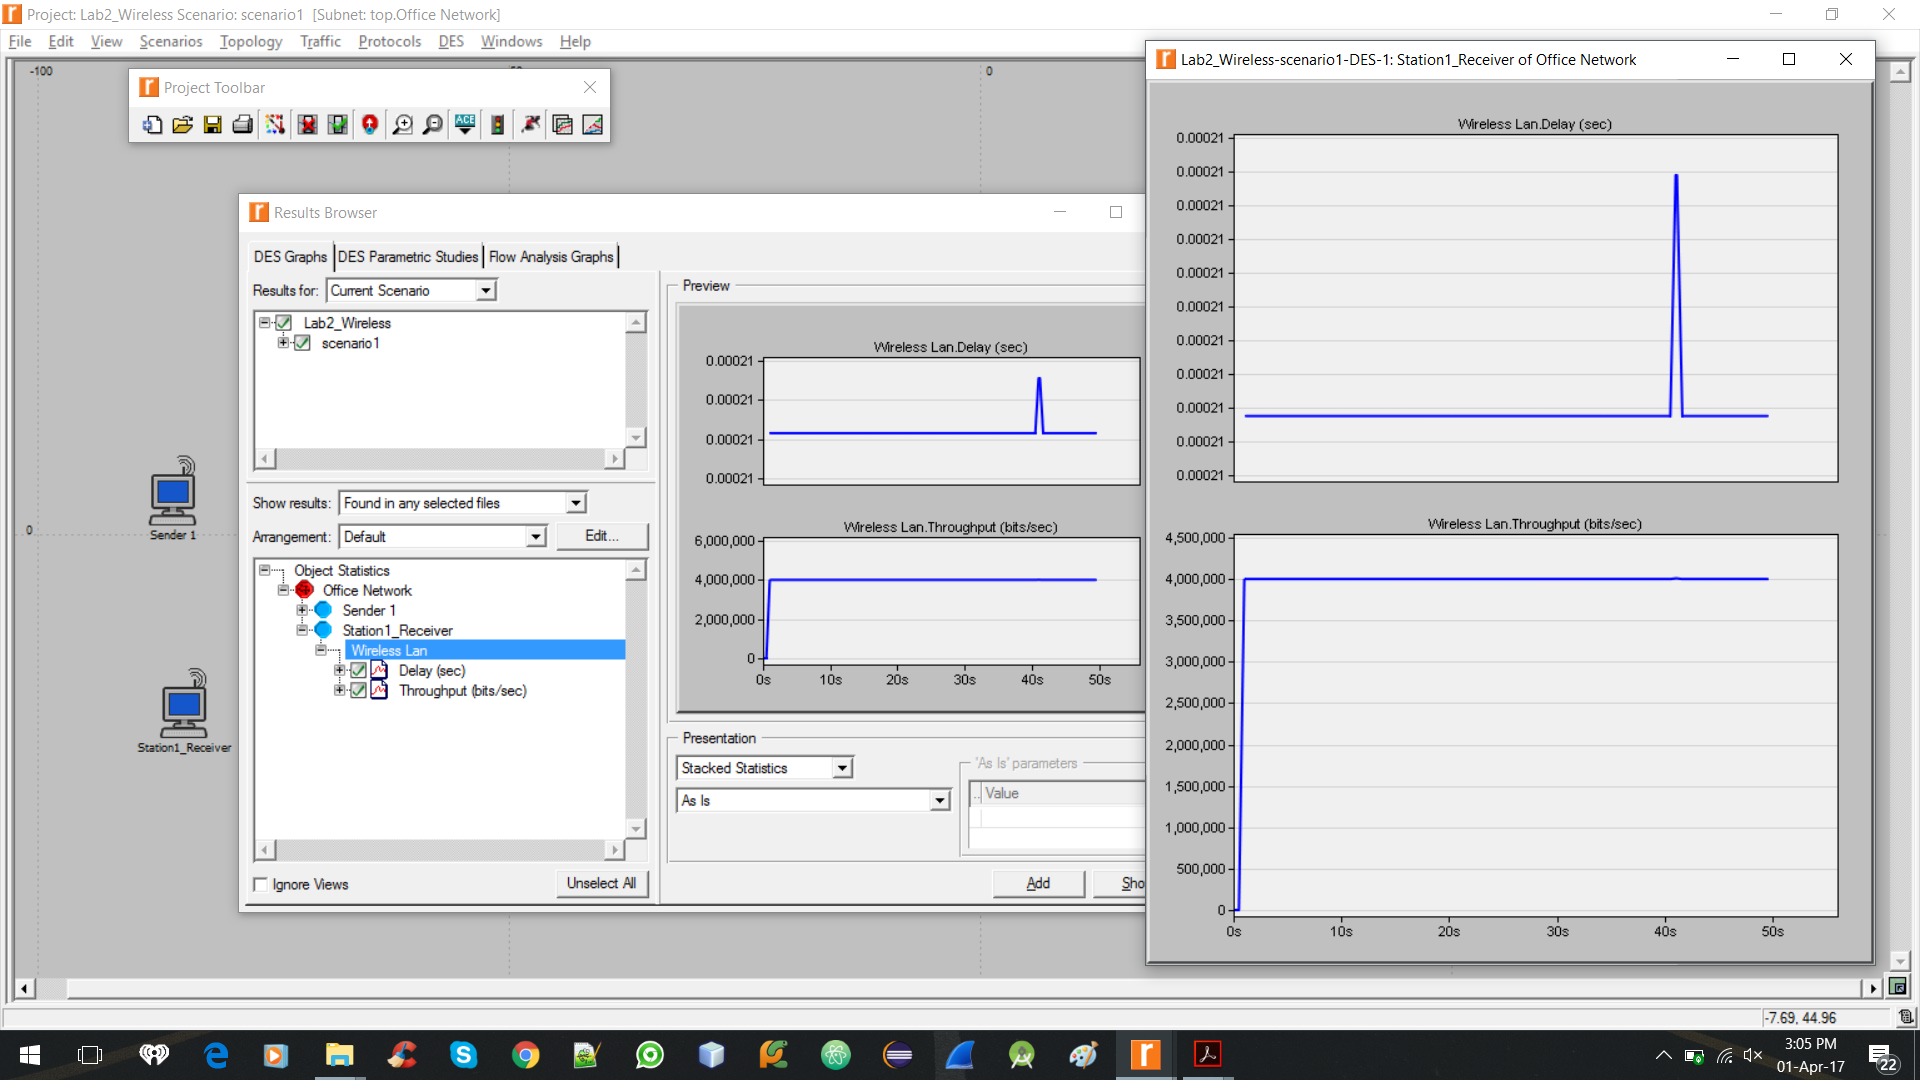 Project: Lab2_Wireless Scenario: scenario1 [Subnet: top.Office Network]
File Edit View Scenarios Topology Traffic Protocols DES Windows Help
-100
0
0
Project Toolbar
ACE
Sender 1
Station1_Receiver
Results Browser
DES Graphs DES Parametric Studies Flow Analysis Graphs
Results for: Current Scenario
Lab2_Wireless
scenario1
Show results: Found in any selected files
Arrangement: Default Edit...
Object Statistics
Office Network
Sender 1
Station1_Receiver
Wireless Lan
Delay (sec)
Throughput (bits/sec)
Ignore Views
Unselect All
Preview
Wireless Lan.Delay (sec)
0.00021
0.00021
0.00021
0.00021
Wireless Lan.Throughput (bits/sec)
6,000,000
4,000,000
2,000,000
0
0s 10s 20s 30s 40s 50s
Presentation
Stacked Statistics
As Is
'As Is' parameters
.. Value
Add
Sho
Lab2_Wireless-scenario1-DES-1: Station1_Receiver of Office Network
Wireless Lan.Delay (sec)
0.00021
0.00021
0.00021
0.00021
0.00021
0.00021
0.00021
0.00021
0.00021
0.00021
0.00021
Wireless Lan.Throughput (bits/sec)
4,500,000
4,000,000
3,500,000
3,000,000
2,500,000
2,000,000
1,500,000
1,000,000
500,000
0
0s 10s 20s 30s 40s 50s
-7.69, 44.96
3:05 PM
01-Apr-17
22